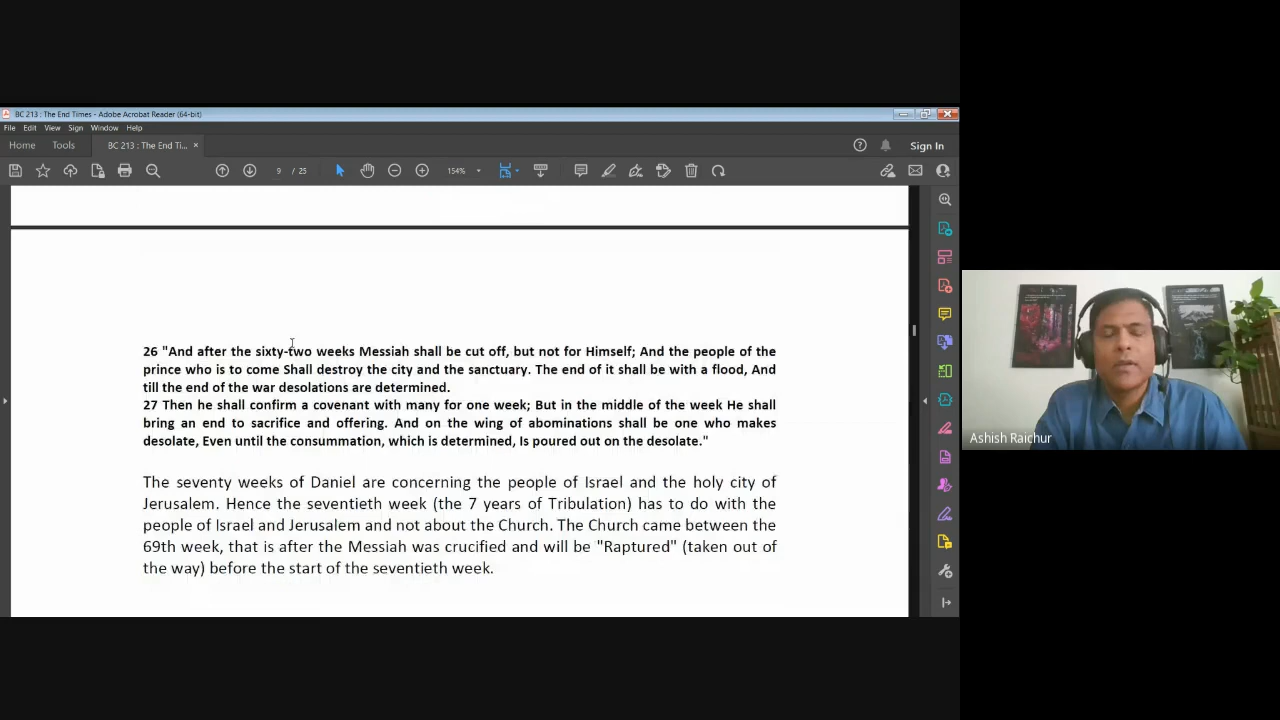 BC 213 : The End Times - Adobe Acrobat Reader (64-bit)
File Edit View Sign Window Help
Home Tools BC 213 : The End Ti... × Sign In
9 / 25 154%
26 "And after the sixty-two weeks Messiah shall be cut off, but not for Himself; And the people of the
prince who is to come Shall destroy the city and the sanctuary. The end of it shall be with a flood, And
till the end of the war desolations are determined.
27 Then he shall confirm a covenant with many for one week; But in the middle of the week He shall
bring an end to sacrifice and offering. And on the wing of abominations shall be one who makes
desolate, Even until the consummation, which is determined, Is poured out on the desolate."
The seventy weeks of Daniel are concerning the people of Israel and the holy city of
Jerusalem. Hence the seventieth week (the 7 years of Tribulation) has to do with the
people of Israel and Jerusalem and not about the Church. The Church came between the
69th week, that is after the Messiah was crucified and will be "Raptured" (taken out of
the way) before the start of the seventieth week.
Ashish Raichur